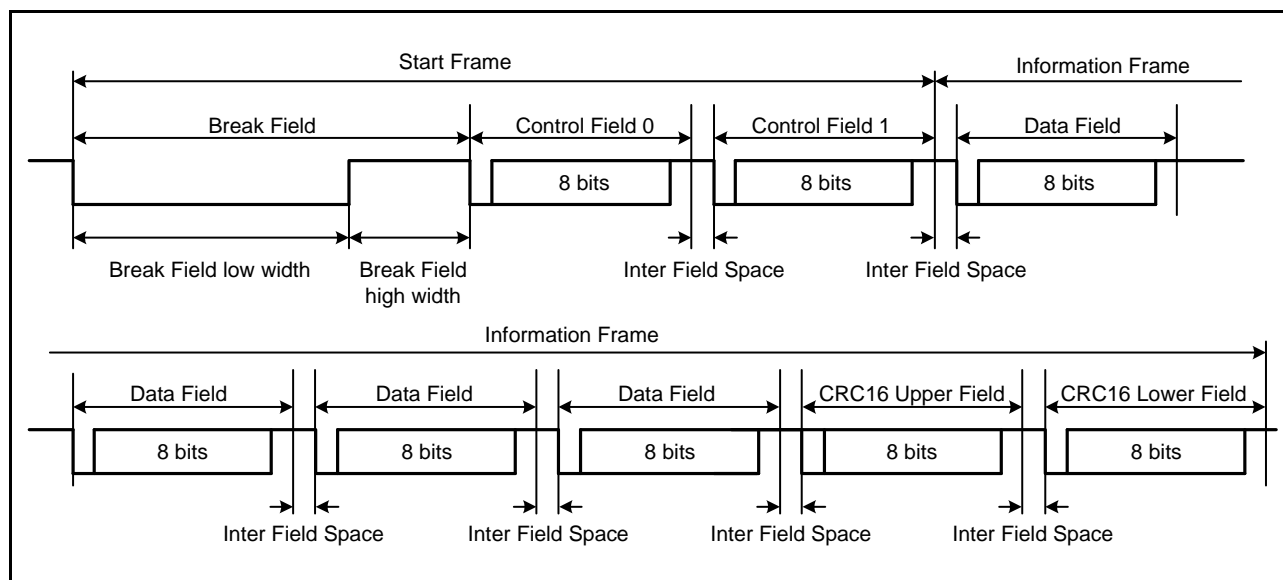 Start Frame
Information Frame
Break Field
Control Field 0
Control Field 1
Data Field
8 bits
8 bits
8 bits
Break Field low width
Break Field
high width
Inter Field Space
Inter Field Space
Information Frame
Data Field
Data Field
Data Field
CRC16 Upper Field
CRC16 Lower Field
8 bits
8 bits
8 bits
8 bits
8 bits
Inter Field Space
Inter Field Space
Inter Field Space
Inter Field Space